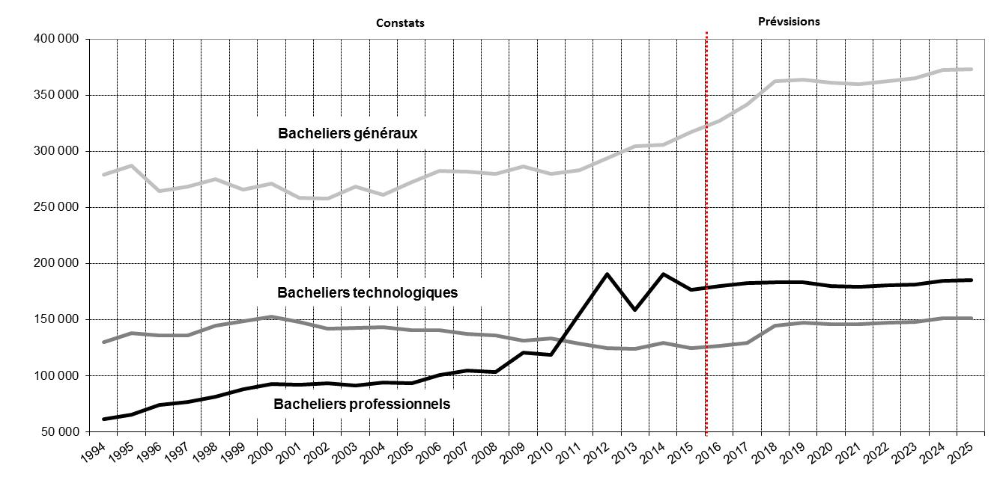 Constats
Prévsisions
400 000
350 000
Bacheliers généraux
300 000
250 000
200 000
Bacheliers technologiques
150 000
100 000
Bacheliers professionnels
50 000
1994 1995 1996 1997 1998 1999 2000 2001 2002 2003 2004 2005 2006 2007 2008 2009 2010 2011 2012 2013 2014 2015 2016 2017 2018 2019 2020 2021 2022 2023 2024 2025